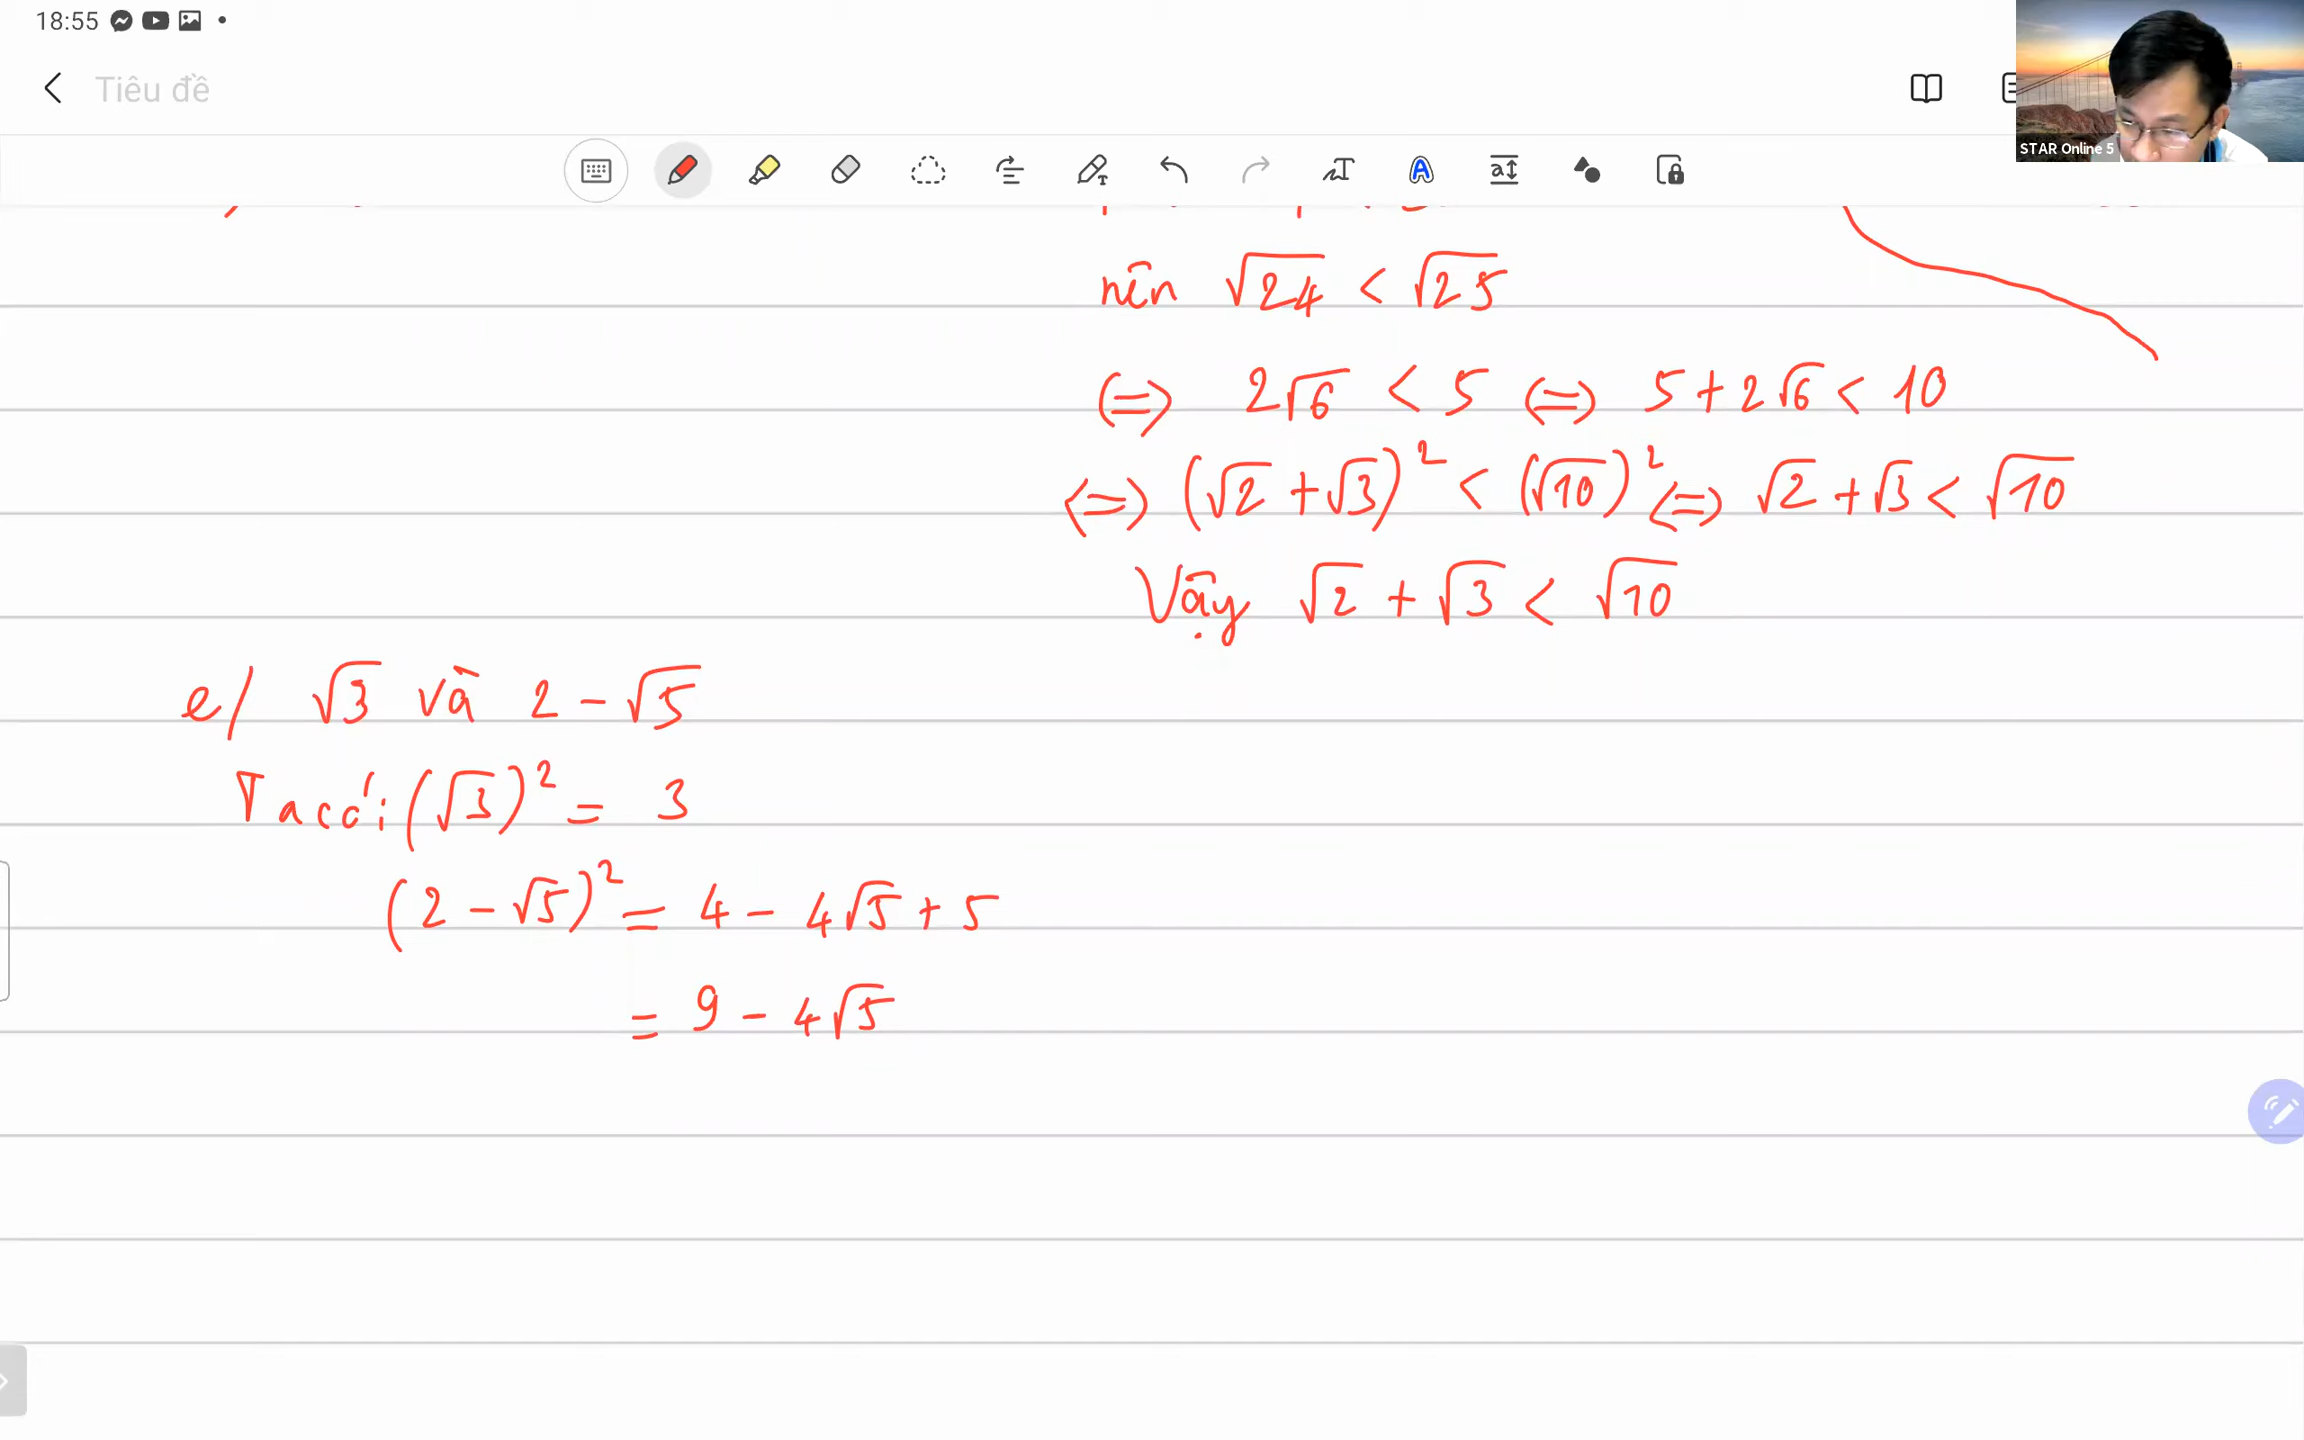 18:55
Tiêu đề
STAR Online 5
nên √24 < √25
(=) 2√6 < 5 (=) 5 + 2√6 < 10
(=) (√2 + √3)² < (√10)² (=) √2 + √3 < √10
Vậy √2 + √3 < √10
e/ √3 và 2 - √5
Ta có: (√3)² = 3
(2 - √5)² = 4 - 4√5 + 5
= 9 - 4√5